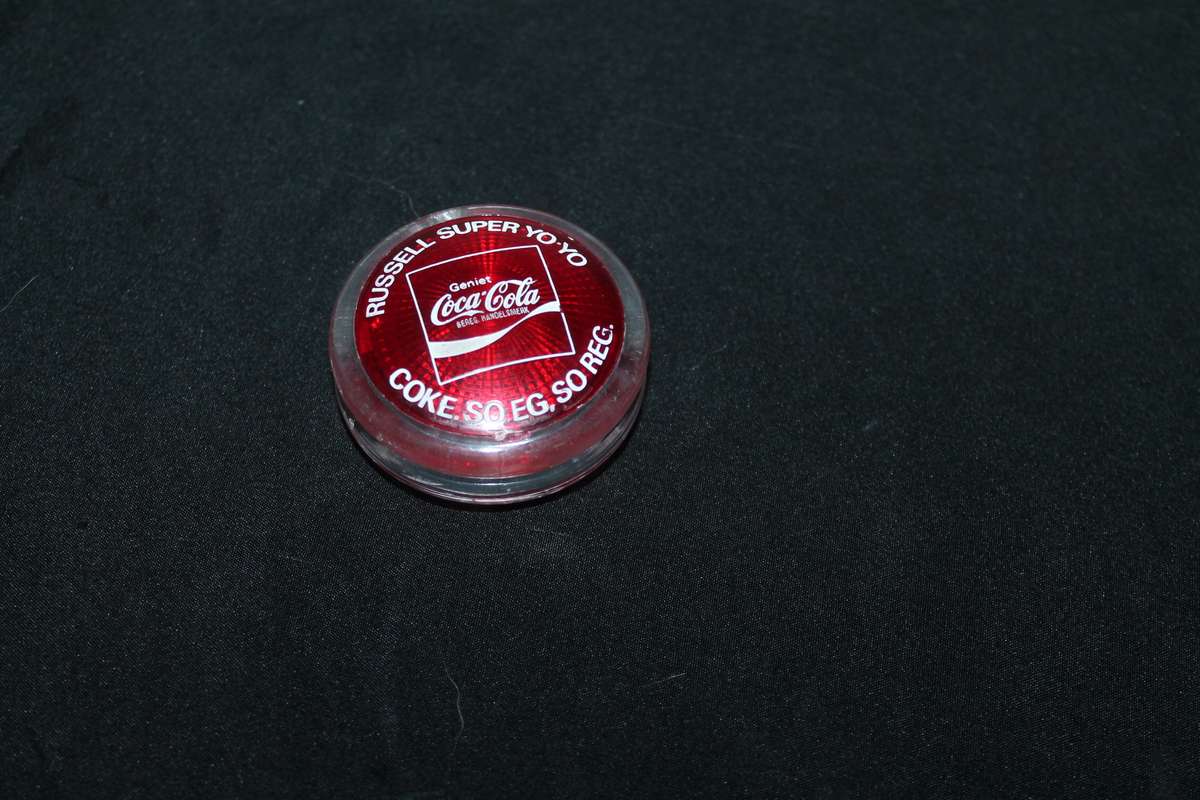 RUSSELL SUPER YO-YO
Geniet
Coca-Cola
GEREG. HANDELSMERK
COKE. SO EG, SO REG.